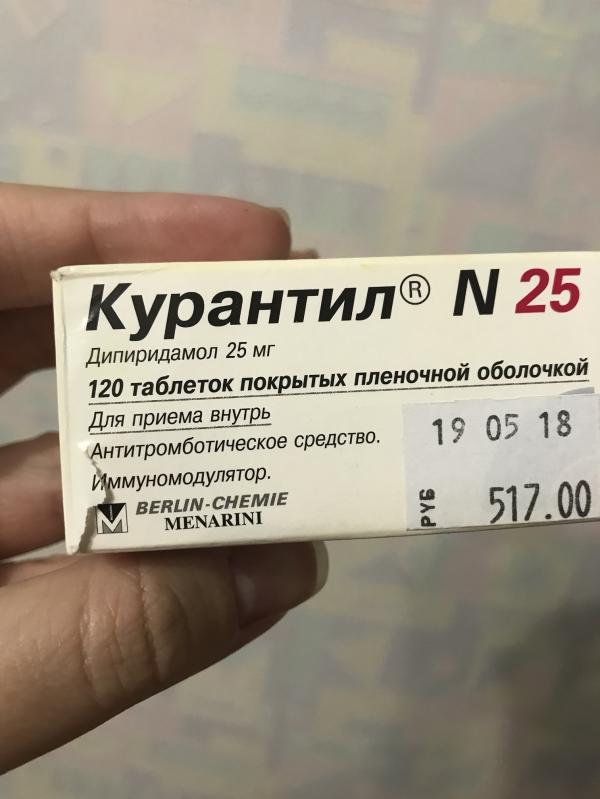 Курантил® N 25
Дипиридамол 25 мг
120 таблеток покрытых пленочной оболочкой
Для приема внутрь
Антитромботическое средство.
Иммуномодулятор.
BERLIN-CHEMIE
MENARINI
19 05 18
РУБ 517.00